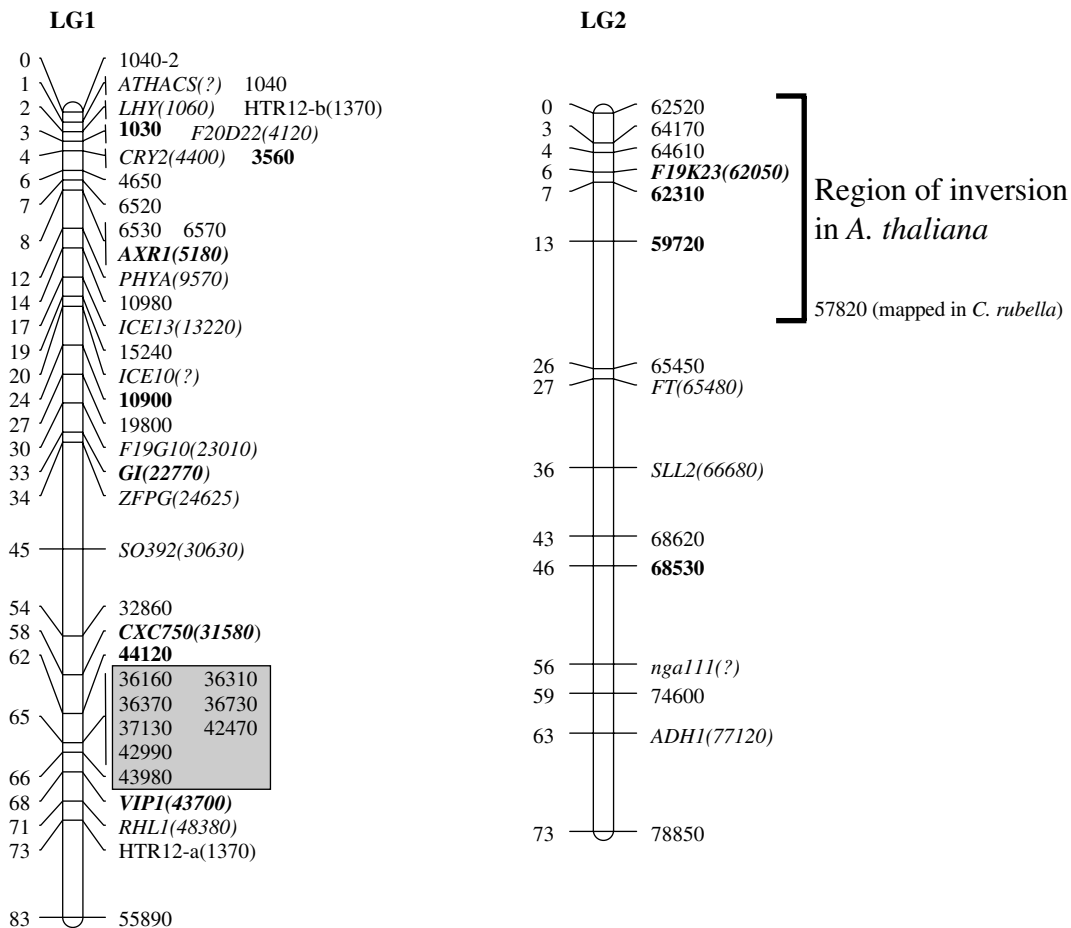 LG1
0 1040-2
1 ATHACS(?) 1040
2 LHY(1060) HTR12-b(1370)
3 1030 F20D22(4120)
4 CRY2(4400) 3560
6 4650
7 6520
6530 6570
8
AXR1(5180)
12 PHYA(9570)
14 10980
17 ICE13(13220)
19 15240
20 ICE10(?)
24 10900
27 19800
30 F19G10(23010)
33 GI(22770)
34 ZFPG(24625)
45 SO392(30630)
54 32860
58 CXC750(31580)
62 44120
36160 36310
36370 36730
65 37130 42470
42990
66 43980
68 VIP1(43700)
71 RHL1(48380)
73 HTR12-a(1370)
83 55890
LG2
0 62520
3 64170
4 64610
6 F19K23(62050)
7 62310
13 59720
Region of inversion
in A. thaliana
57820 (mapped in C. rubella)
26 65450
27 FT(65480)
36 SLL2(66680)
43 68620
46 68530
56 nga111(?)
59 74600
63 ADH1(77120)
73 78850